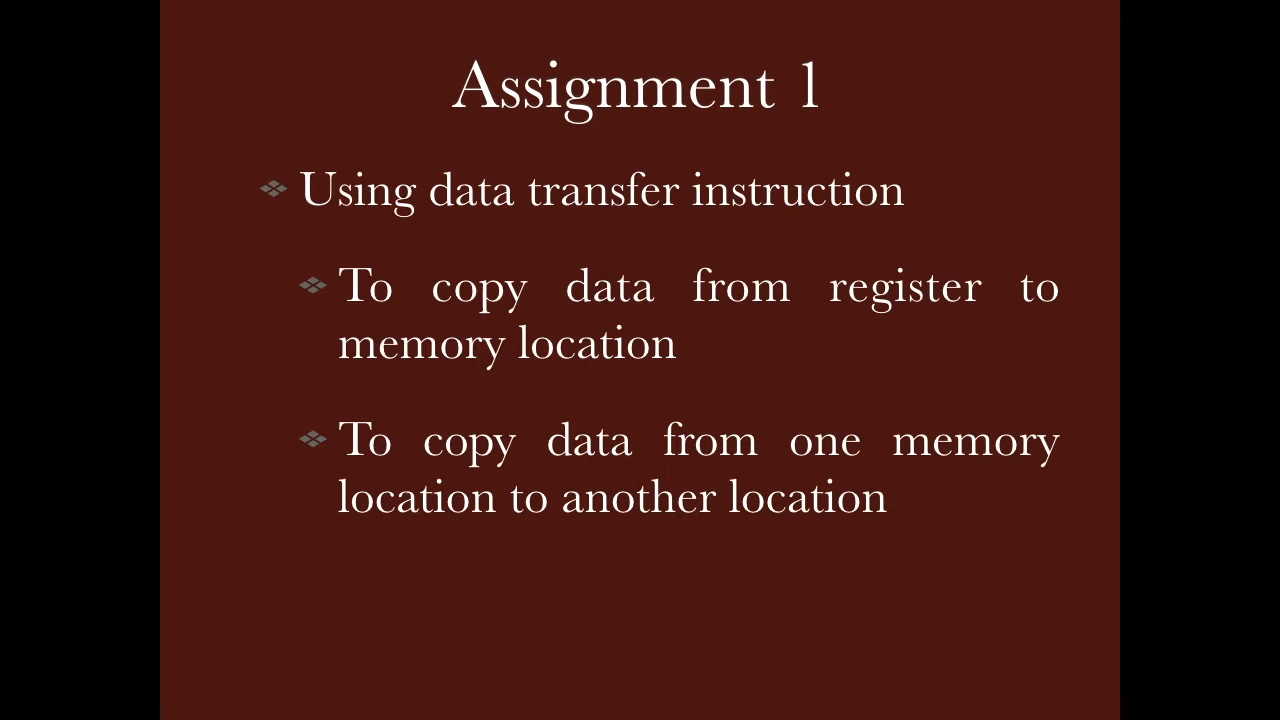 Assignment 1
Using data transfer instruction
To copy data from register to
memory location
To copy data from one memory
location to another location